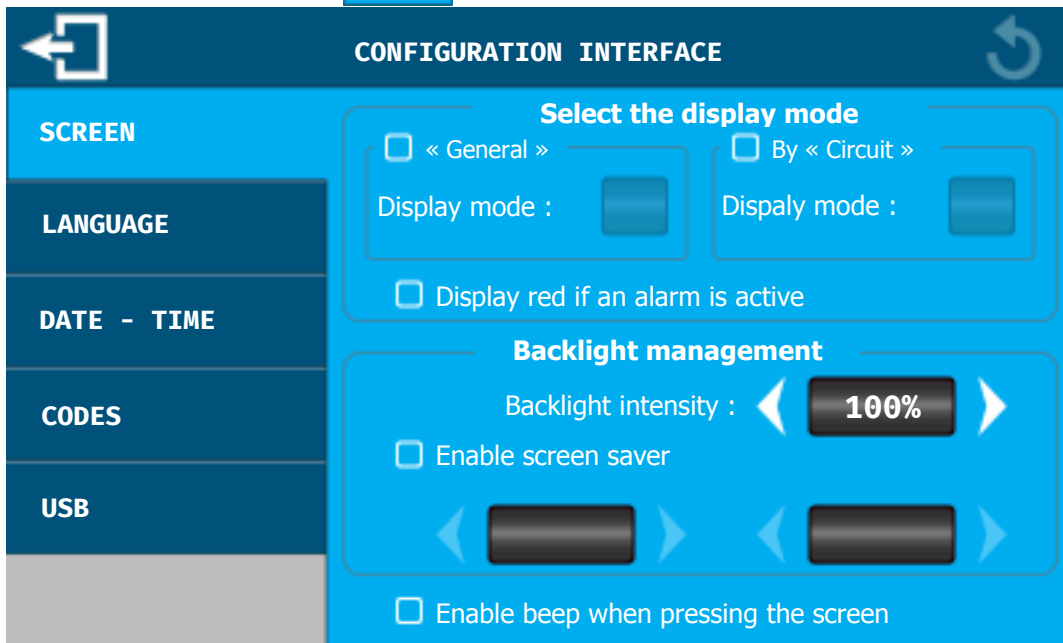 CONFIGURATION INTERFACE
SCREEN
LANGUAGE
DATE - TIME
CODES
USB
Select the display mode
« General »
By « Circuit »
Display mode :
Dispaly mode :
Display red if an alarm is active
Backlight management
Backlight intensity :
100%
Enable screen saver
Enable beep when pressing the screen